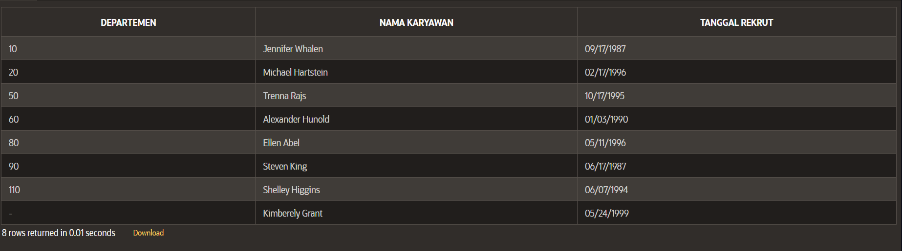 DEPARTEMEN NAMA KARYAWAN TANGGAL REKRUT
10 Jennifer Whalen 09/17/1987
20 Michael Hartstein 02/17/1996
50 Trenna Rajs 10/17/1995
60 Alexander Hunold 01/03/1990
80 Ellen Abel 05/11/1996
90 Steven King 06/17/1987
110 Shelley Higgins 06/07/1994
- Kimberely Grant 05/24/1999
8 rows returned in 0.01 seconds Download